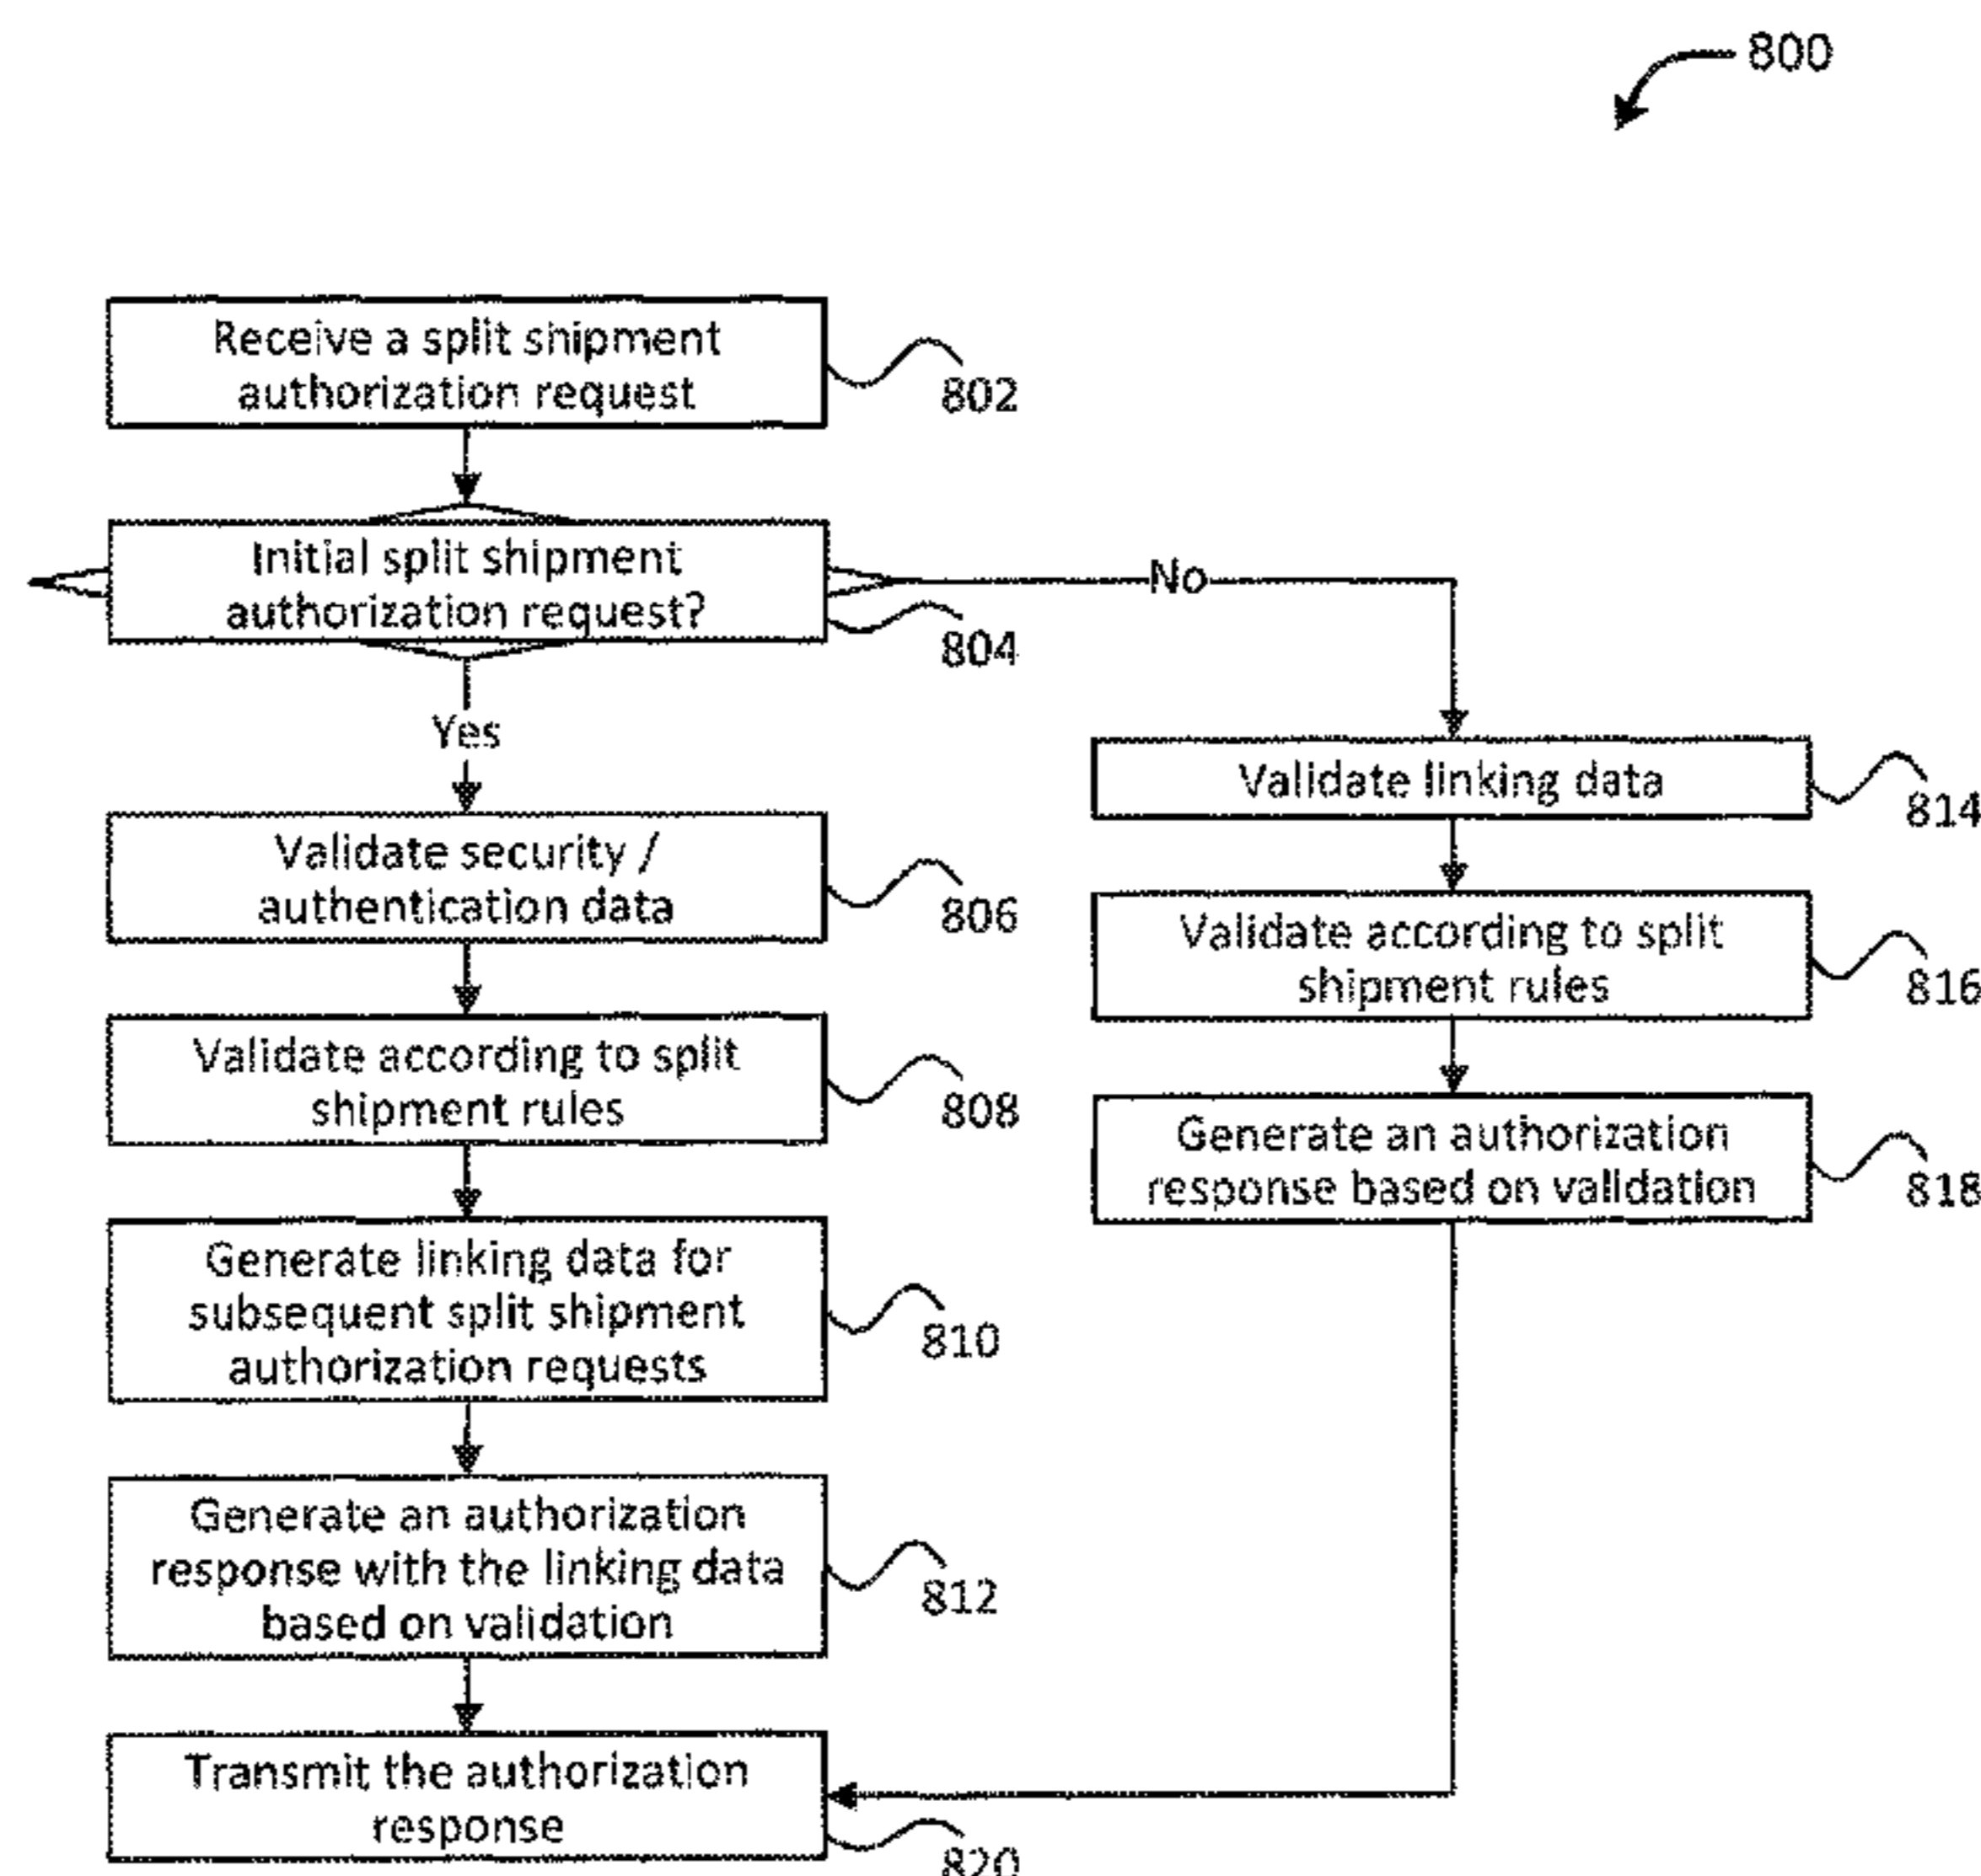 800
Receive a split shipment
authorization request
802
Initial split shipment
authorization request?
804
No
Yes
Validate security /
authentication data
806
Validate according to split
shipment rules
808
Generate linking data for
subsequent split shipment
authorization requests
810
Generate an authorization
response with the linking data
based on validation
812
Validate linking data
814
Validate according to split
shipment rules
816
Generate an authorization
response based on validation
818
Transmit the authorization
response
820